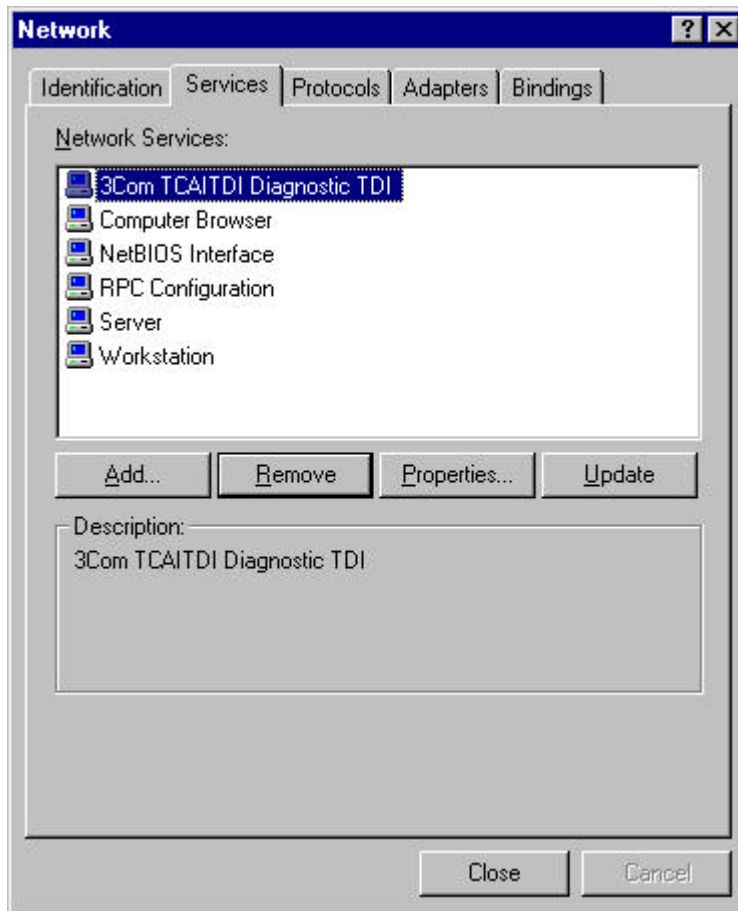 Network
Identification Services Protocols Adapters Bindings
Network Services:
3Com TCAITDI Diagnostic TDI
Computer Browser
NetBIOS Interface
RPC Configuration
Server
Workstation
Add... Remove Properties... Update
Description:
3Com TCAITDI Diagnostic TDI
Close Cancel